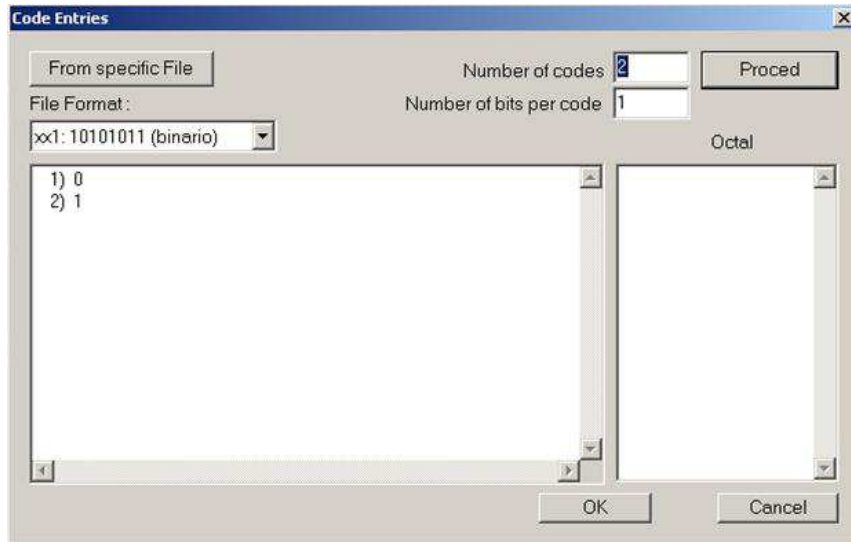 Code Entries
From specific File
Number of codes 2
Proced
File Format :
Number of bits per code 1
xx1: 10101011 (binario)
Octal
1) 0
2) 1
OK
Cancel